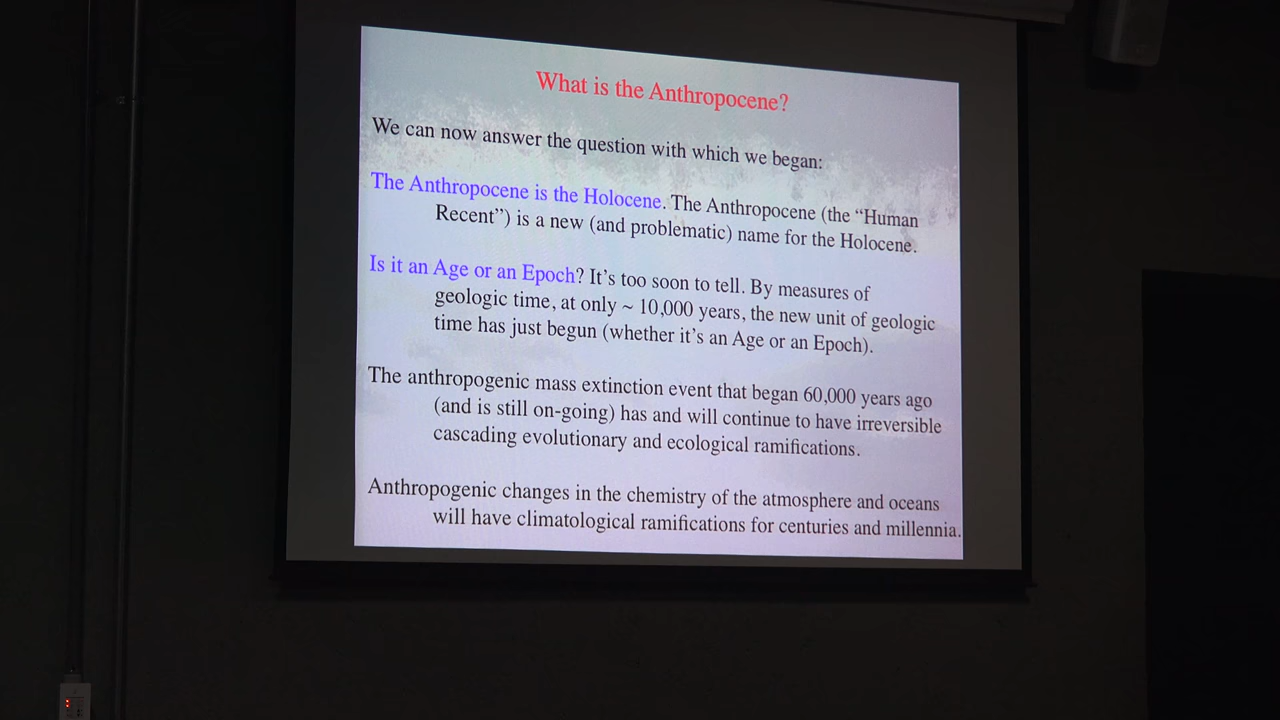 What is the Anthropocene?
We can now answer the question with which we began:
The Anthropocene is the Holocene. The Anthropocene (the “Human
Recent”) is a new (and problematic) name for the Holocene.
Is it an Age or an Epoch? It’s too soon to tell. By measures of
geologic time, at only ~ 10,000 years, the new unit of geologic
time has just begun (whether it’s an Age or an Epoch).
The anthropogenic mass extinction event that began 60,000 years ago
(and is still on-going) has and will continue to have irreversible
cascading evolutionary and ecological ramifications.
Anthropogenic changes in the chemistry of the atmosphere and oceans
will have climatological ramifications for centuries and millennia.